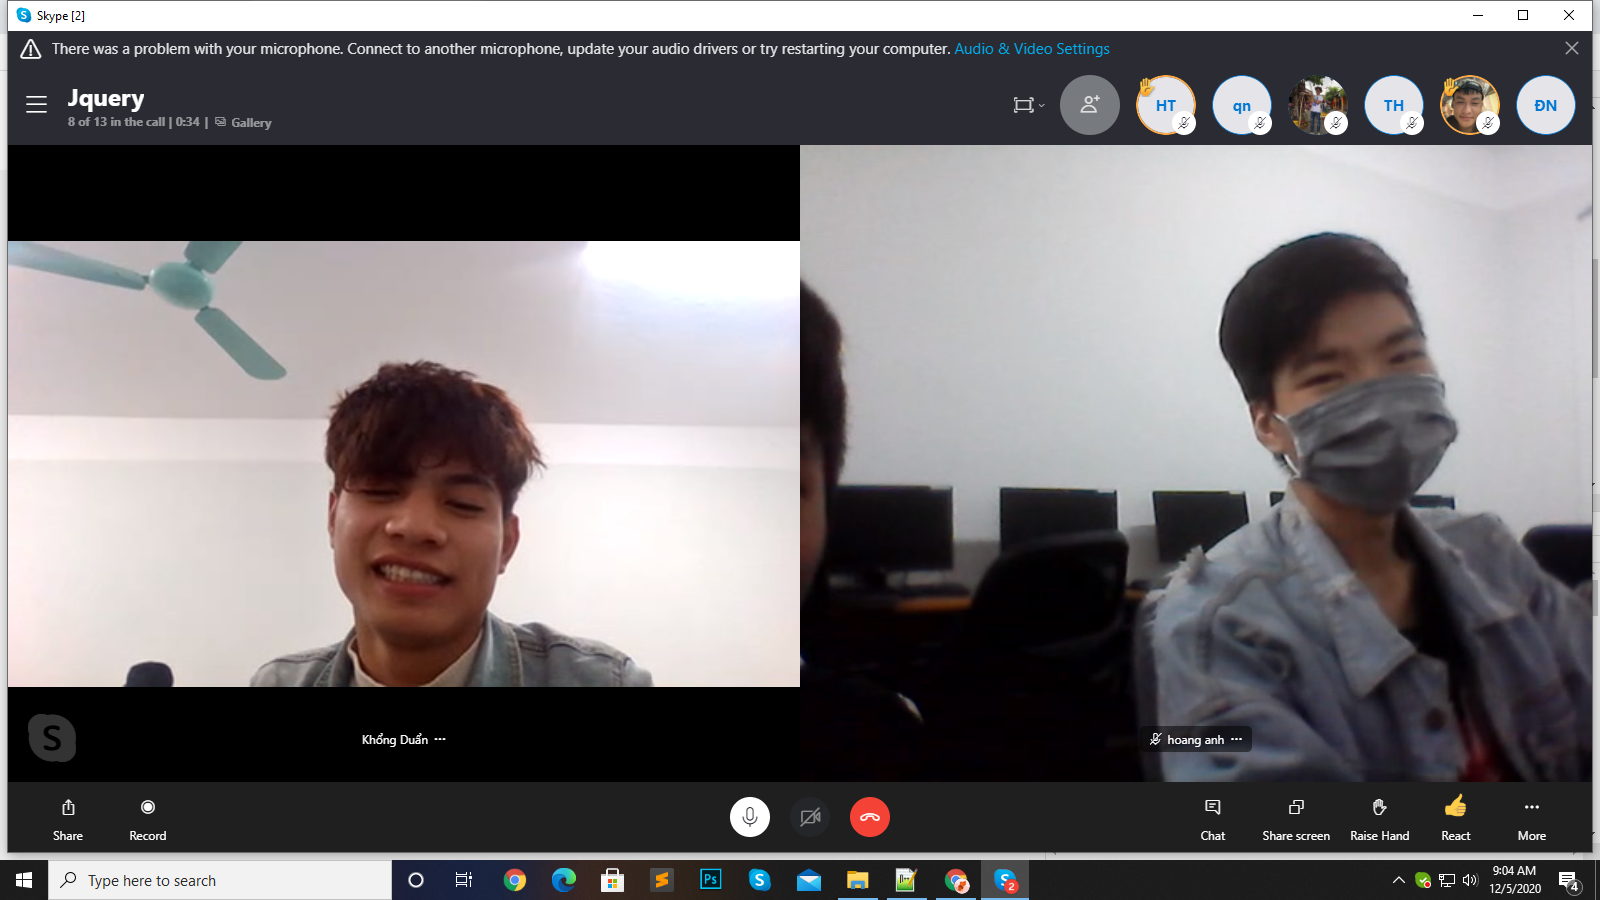 Skype [2]
There was a problem with your microphone. Connect to another microphone, update your audio drivers or try restarting your computer. Audio & Video Settings
Jquery
8 of 13 in the call | 0:34 | Gallery
HT
qn
TH
ĐN
S
Khổng Duẩn
hoang anh
Share
Record
Chat
Share screen
Raise Hand
React
More
Type here to search
Ps
S
S
2
9:04 AM
12/5/2020
4